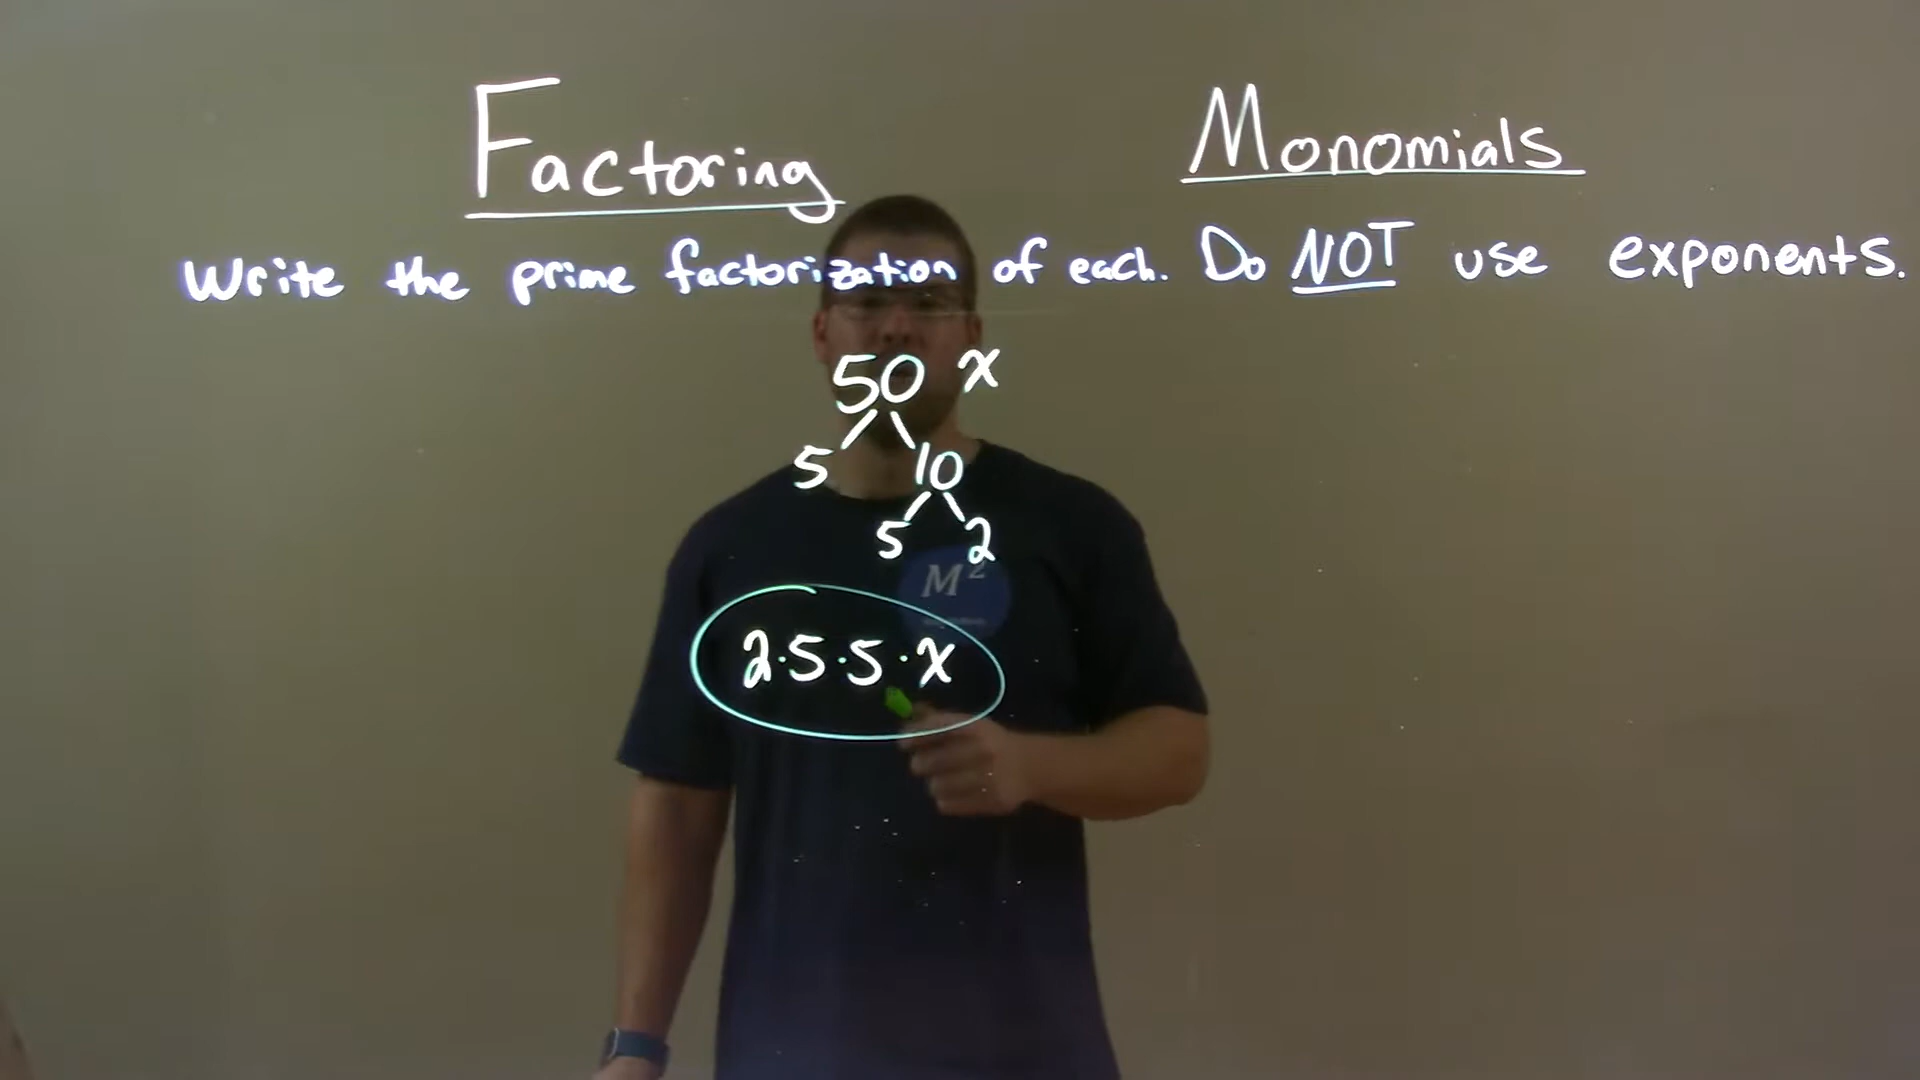 Factoring Monomials
Write the prime factorization of each. Do NOT use exponents.
50 x
5 10
5 2
M²
2·5·5·x